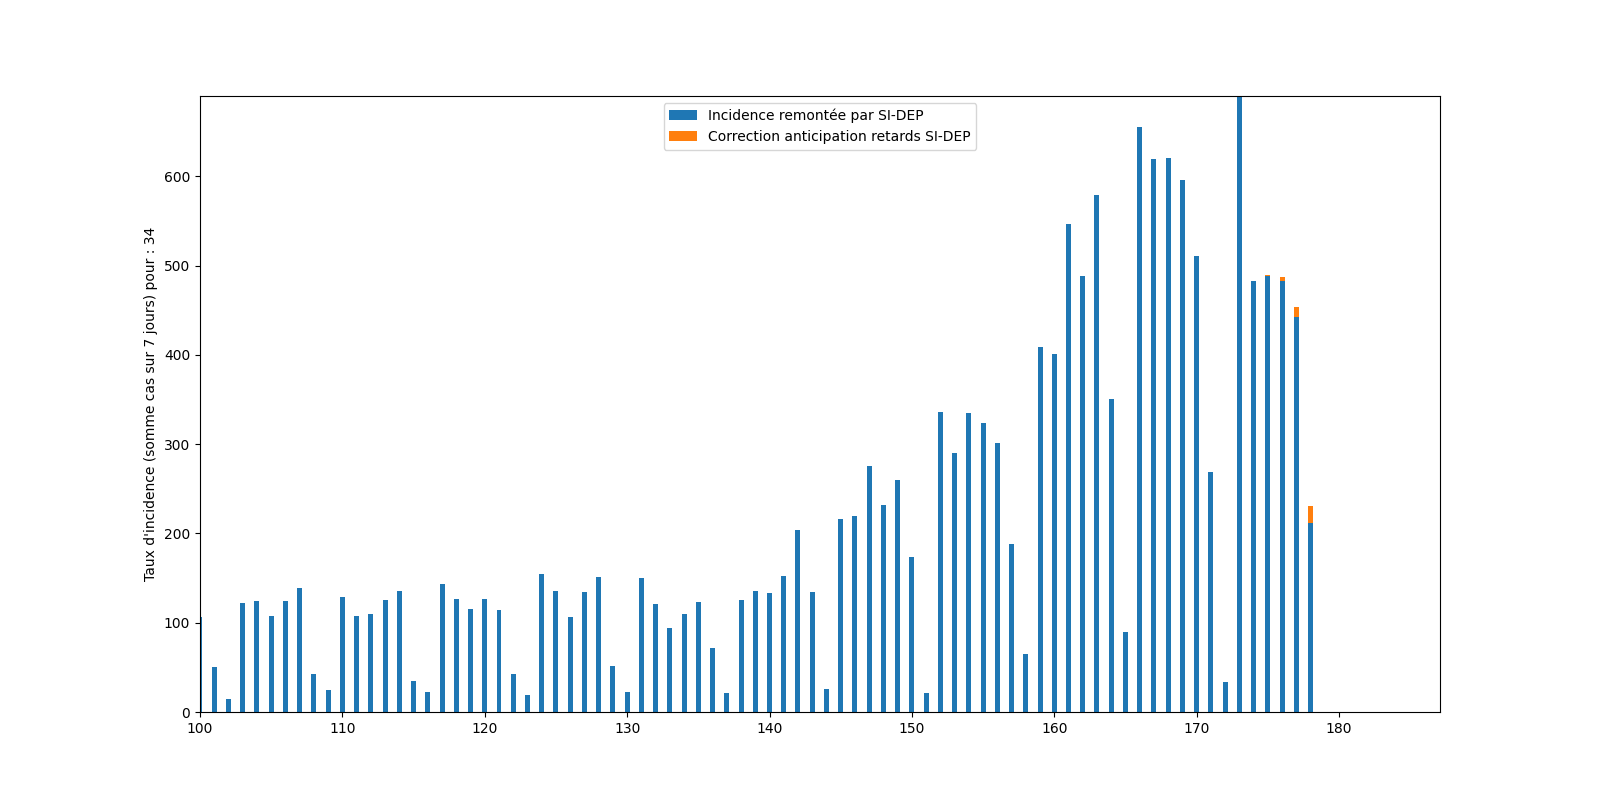 Incidence remontée par SI-DEP
Correction anticipation retards SI-DEP
Taux d'incidence (somme cas sur 7 jours) pour : 34
600
500
400
300
200
100
0
100 110 120 130 140 150 160 170 180